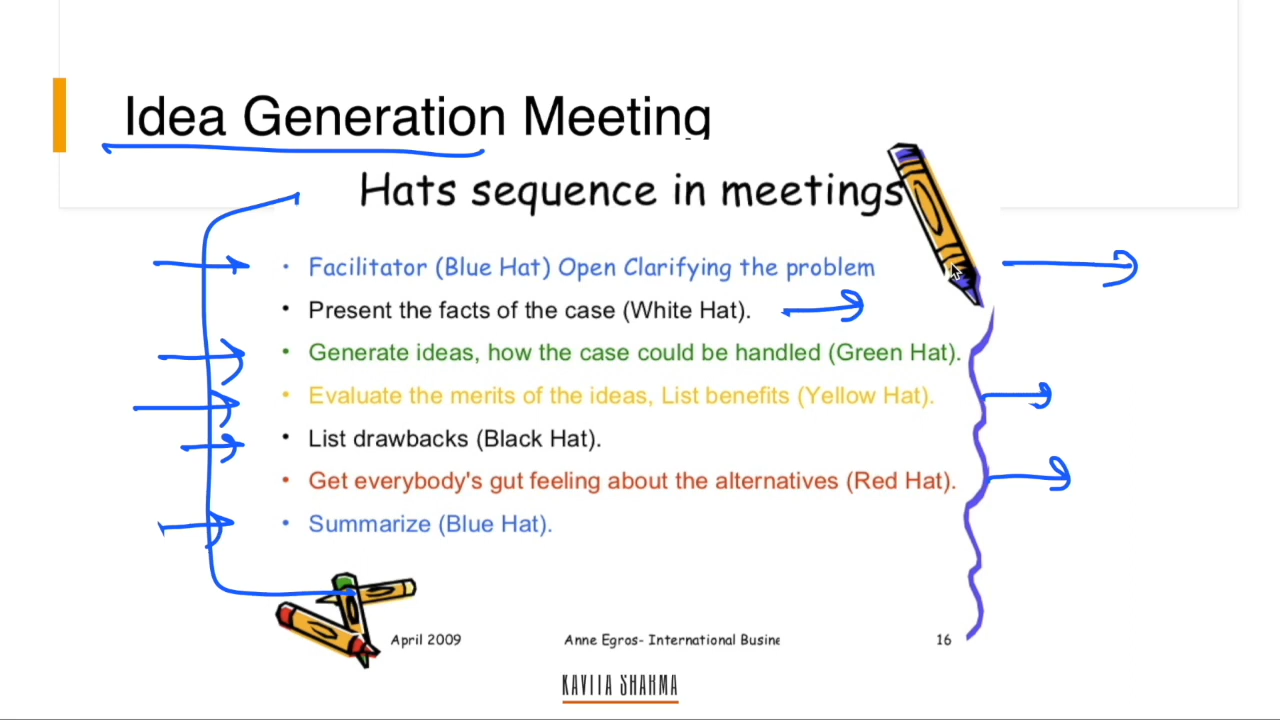 Idea Generation Meeting
Hats sequence in meetings
• Facilitator (Blue Hat) Open Clarifying the problem
• Present the facts of the case (White Hat).
• Generate ideas, how the case could be handled (Green Hat).
• Evaluate the merits of the ideas, List benefits (Yellow Hat).
• List drawbacks (Black Hat).
• Get everybody's gut feeling about the alternatives (Red Hat).
• Summarize (Blue Hat).
April 2009 Anne Egros- International Busine 16
KAVITA SHARMA